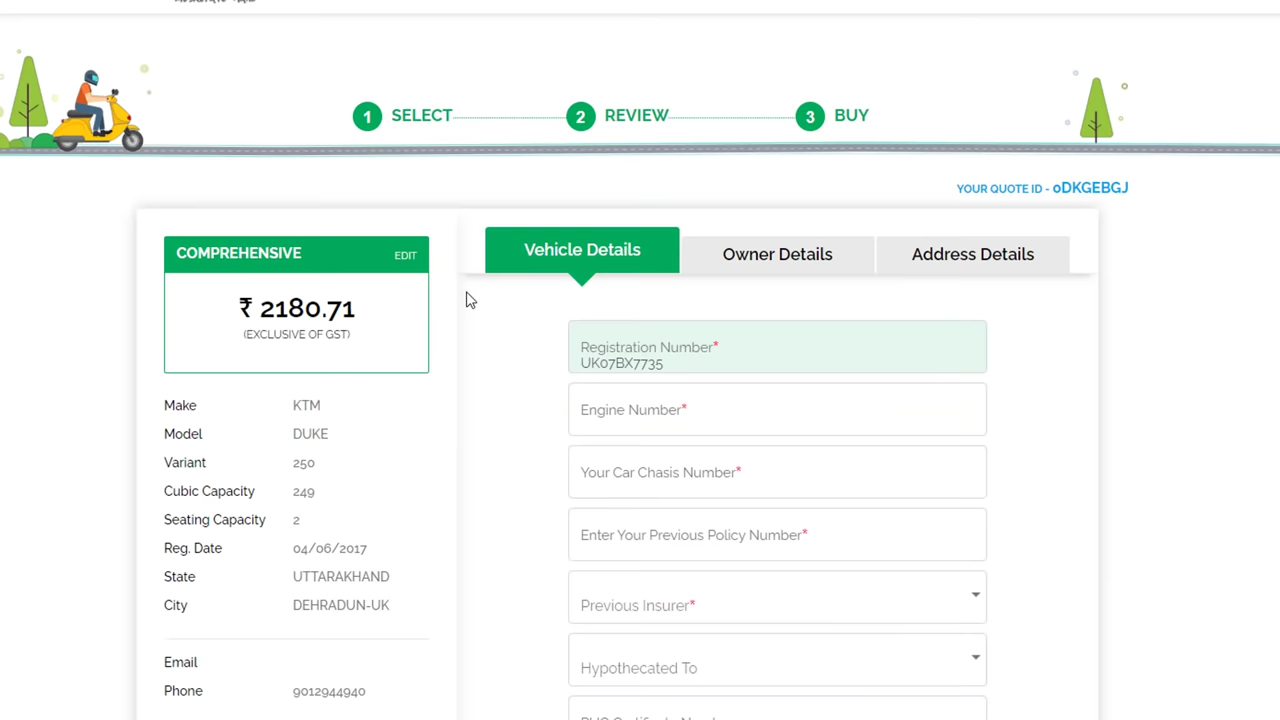 1 SELECT 2 REVIEW 3 BUY
YOUR QUOTE ID - 0DKGEBGJ
COMPREHENSIVE EDIT
₹ 2180.71
(EXCLUSIVE OF GST)
Make KTM
Model DUKE
Variant 250
Cubic Capacity 249
Seating Capacity 2
Reg. Date 04/06/2017
State UTTARAKHAND
City DEHRADUN-UK
Email
Phone 9012944940
Vehicle Details Owner Details Address Details
Registration Number*
UK07BX7735
Engine Number*
Your Car Chasis Number*
Enter Your Previous Policy Number*
Previous Insurer*
Hypothecated To